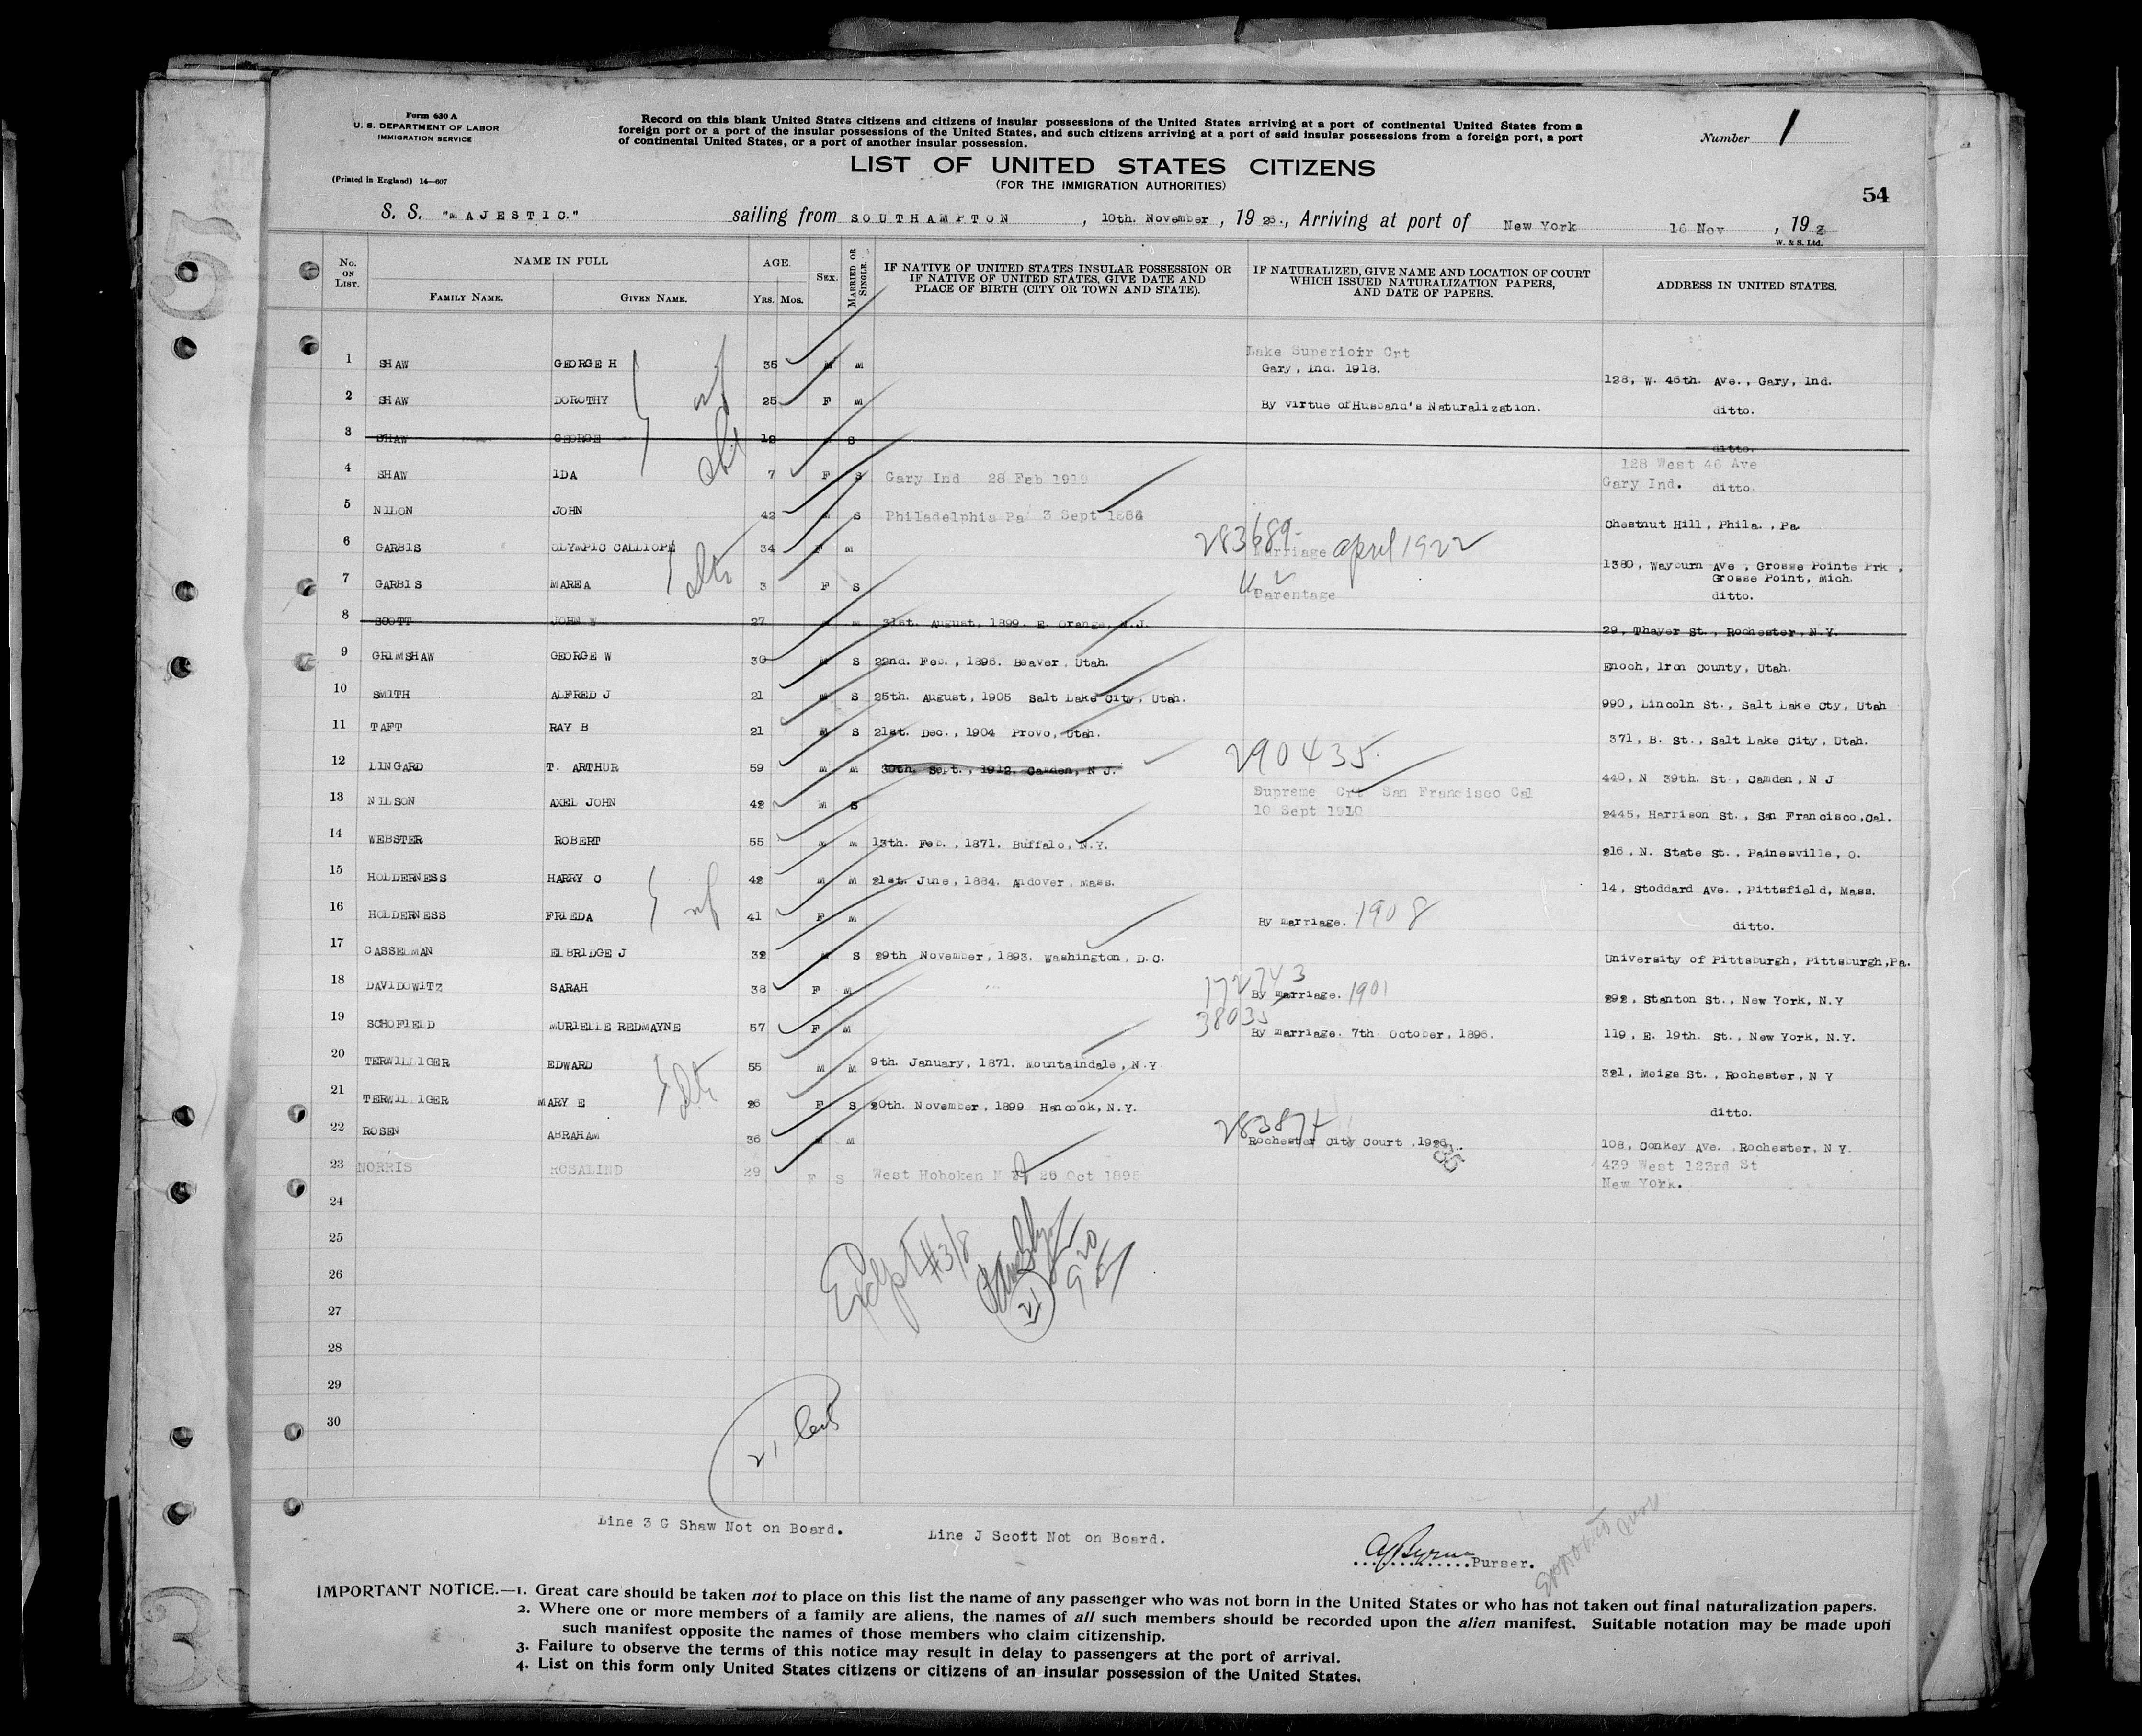 Form 630 A
U. S. DEPARTMENT OF LABOR
IMMIGRATION SERVICE
(Printed in England) 14—607
Record on this blank United States citizens and citizens of insular possessions of the United States arriving at a port of continental United States from a
foreign port or a port of the insular possessions of the United States, and such citizens arriving at a port of said insular possessions from a foreign port, a port
of continental United States, or a port of another insular possession.
Number 1
LIST OF UNITED STATES CITIZENS
(FOR THE IMMIGRATION AUTHORITIES)
54
S. S. "MAJESTIC." sailing from SOUTHAMPTON, 10th. November, 19 26., Arriving at port of New York 16 Nov, 19 2
W. & S. Ltd.
No. ON LIST. NAME IN FULL AGE. SEX. MARRIED OR SINGLE. IF NATIVE OF UNITED STATES INSULAR POSSESSION OR IF NATIVE OF UNITED STATES, GIVE DATE AND PLACE OF BIRTH (CITY OR TOWN AND STATE). IF NATURALIZED, GIVE NAME AND LOCATION OF COURT WHICH ISSUED NATURALIZATION PAPERS, AND DATE OF PAPERS. ADDRESS IN UNITED STATES.
FAMILY NAME. GIVEN NAME. YRS. MOS.
1 SHAW GEORGE H 35 M M Lake Superioir Crt Gary, Ind. 1918. 128, W. 46th. Ave., Gary, Ind.
2 SHAW DOROTHY 25 F M By Virtue of Husband's Naturalization. ditto.
3 SHAW GEORGE S ditto.
4 SHAW IDA 7 F S Gary Ind 28 Feb 1919 128 West 46 Ave Gary Ind. ditto.
5 NILON JOHN 42 M S Philadelphia Pa 3 Sept 1884 Chestnut Hill, Phila., Pa.
6 GARBIS OLYMPIC CALLIOPE 34 F M 283689 Marriage april 1922 1380, Wayburn Ave, Grosse Pointe Prk, Grosse Point, Mich.
7 GARBIS MAREA 3 F S Parentage ditto.
8 SCOTT JOHN W 27 M 31st. August, 1899. E. Orange, N.J. 29, Thayer St., Rochester, N.Y.
9 GRIMSHAW GEORGE W 30 M S 22nd. Feb., 1896. Beaver, Utah. Enoch, Iron County, Utah.
10 SMITH ALFRED J 21 M S 25th. August, 1905 Salt Lake City, Utah. 990, Lincoln St., Salt Lake Cty, Utah
11 TAFT RAY B 21 M S 21st. Dec., 1904 Provo, Utah. 371, B. St., Salt Lake City, Utah.
12 LINGARD T. ARTHUR 59 M M 30th. Sept., 1912. Camden, N J. 290435 440, N 39th. St., Camden, N J
13 NILSON AXEL JOHN 42 M S Supreme Crt San Francisco Cal 10 Sept 1910 2445, Harrison St., San Francisco, Cal.
14 WEBSTER ROBERT 55 M M 13th. Feb., 1871. Buffalo, N.Y. 216, N. State St., Painesville, O.
15 HOLDERNESS HARRY C 42 M M 21st. June, 1884. Andover, Mass. 14, Stoddard Ave., Pittsfield, Mass.
16 HOLDERNESS FRIEDA 41 F M By marriage. 1908 ditto.
17 CASSELMAN ELBRIDGE J 32 M S 29th November, 1893. Washington, D.C. University of Pittsburgh, Pittsburgh, Pa.
18 DAVIDOWITZ SARAH 38 F M 172743 By marriage. 1901 292, Stanton St., New York, N.Y
19 SCHOFIELD MURIELLE REDMAYNE 57 F M 38035 By marriage. 7th October, 1896. 119, E. 19th. St., New York, N.Y.
20 TERWILLIGER EDWARD 55 M M 9th. January, 1871. Mountaindale, N.Y 321, Meigs St., Rochester, N Y
21 TERWILLIGER MARY E 26 F S 20th. November, 1899 Hancock, N.Y. ditto.
22 ROSEN ABRAHAM 36 M M 283874 Rochester City Court, 108, Conkey Ave., Rochester, N Y.
23 NORRIS ROSALIND 29 F S West Hoboken N J 26 Oct 1895 439 West 123rd St New York.
24
25
26
27
28
29
30
Line 3 G Shaw Not on Board. Line J Scott Not on Board.
Purser.
IMPORTANT NOTICE.—1. Great care should be taken not to place on this list the name of any passenger who was not born in the United States or who has not taken out final naturalization papers.
2. Where one or more members of a family are aliens, the names of all such members should be recorded upon the alien manifest. Suitable notation may be made upon
such manifest opposite the names of those members who claim citizenship.
3. Failure to observe the terms of this notice may result in delay to passengers at the port of arrival.
4. List on this form only United States citizens or citizens of an insular possession of the United States.